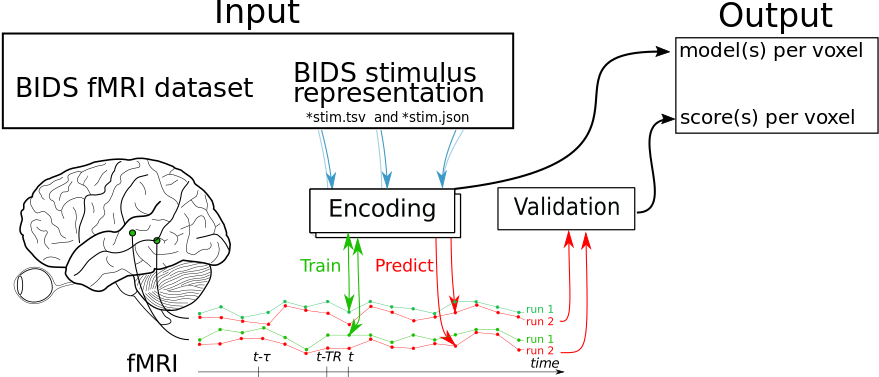 Input
Output
BIDS fMRI dataset
BIDS stimulus
representation
*stim.tsv and *stim.json
model(s) per voxel
score(s) per voxel
Encoding
Validation
Train
Predict
run 1
run 2
run 1
run 2
fMRI
t-τ
t-TR
t
time